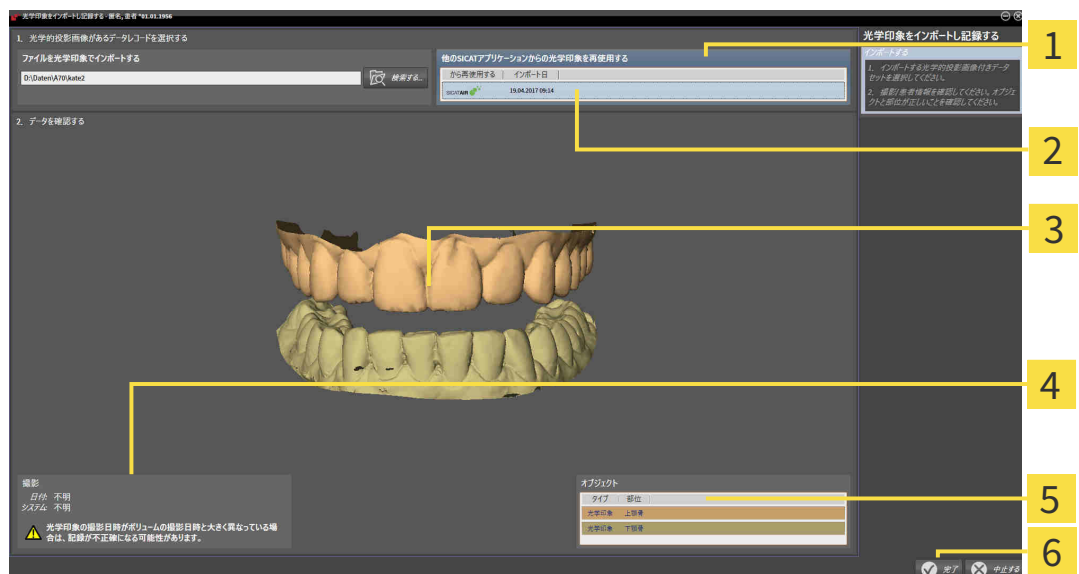 光学印象をインポートし記録する - 匿名, 患者 *01.01.1956
1. 光学的投影画像があるデータレコードを選択する
ファイルを光学印象でインポートする
D:\Daten\A70\kate2
検索する...
他のSICATアプリケーションからの光学印象を再使用する
から再使用する インポート日
SICAT AIR 19.04.2017 09:14
光学印象をインポートし記録する
インポートする
1. インポートする光学的投影画像付きデータ
セットを選択してください。
2. 撮影/患者情報を確認してください。オブジェ
クトと部位が正しいことを確認してください。
1
2
2. データを確認する
3
4
撮影
日付: 不明
システム: 不明
光学印象の撮影日時がボリュームの撮影日時と大きく異なっている場
合は、記録が不正確になる可能性があります。
オブジェクト
タイプ 部位
光学印象 上顎骨
光学印象 下顎骨
5
6
完了
中止する